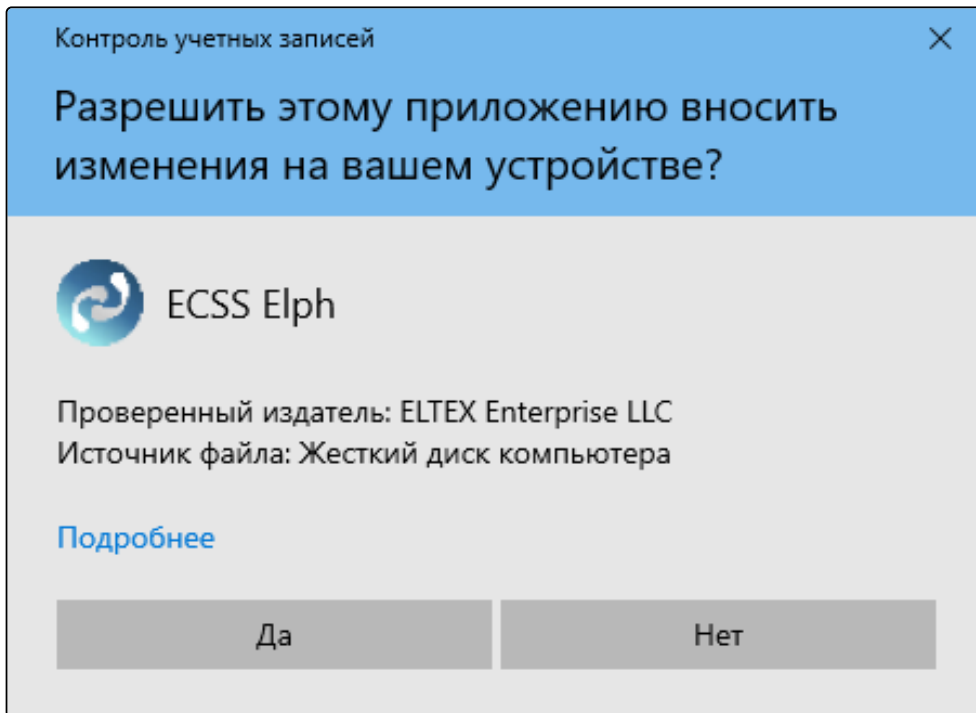 Контроль учетных записей
Разрешить этому приложению вносить
изменения на вашем устройстве?
ECSS Elph
Проверенный издатель: ELTEX Enterprise LLC
Источник файла: Жесткий диск компьютера
Подробнее
Да
Нет